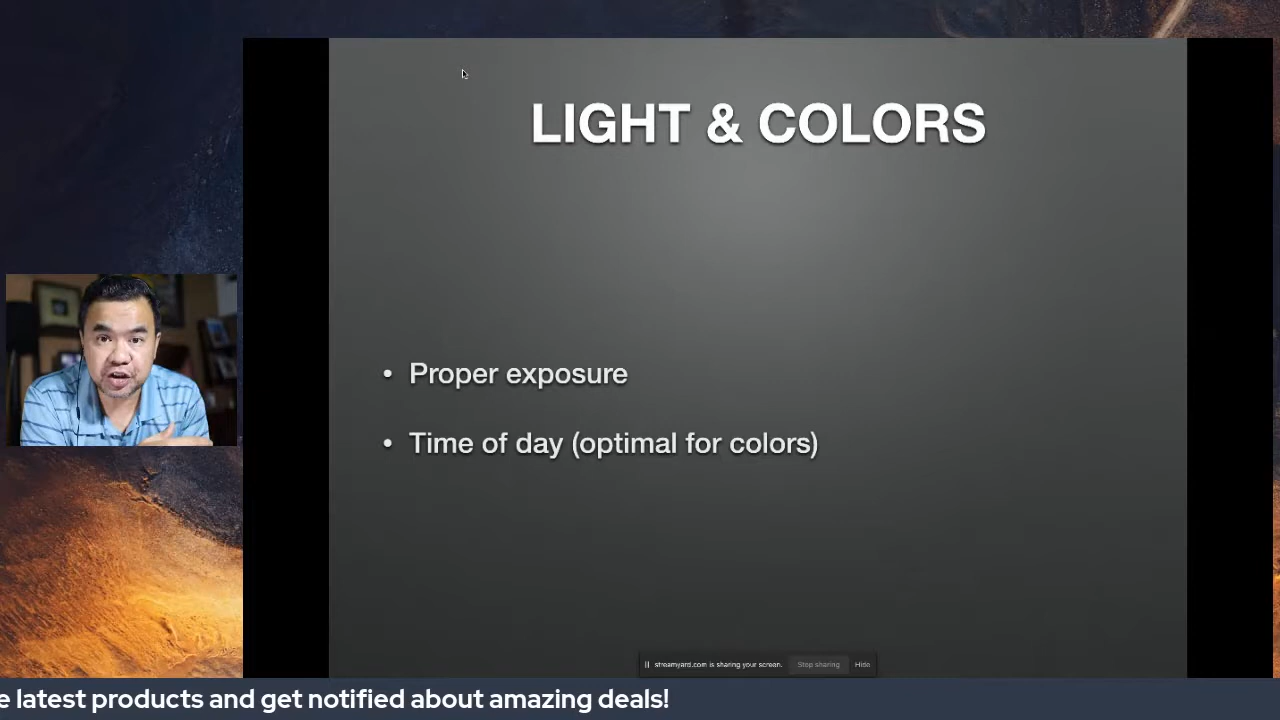 LIGHT & COLORS
• Proper exposure
• Time of day (optimal for colors)
streamyard.com is sharing your screen. Stop sharing Hide
e latest products and get notified about amazing deals!